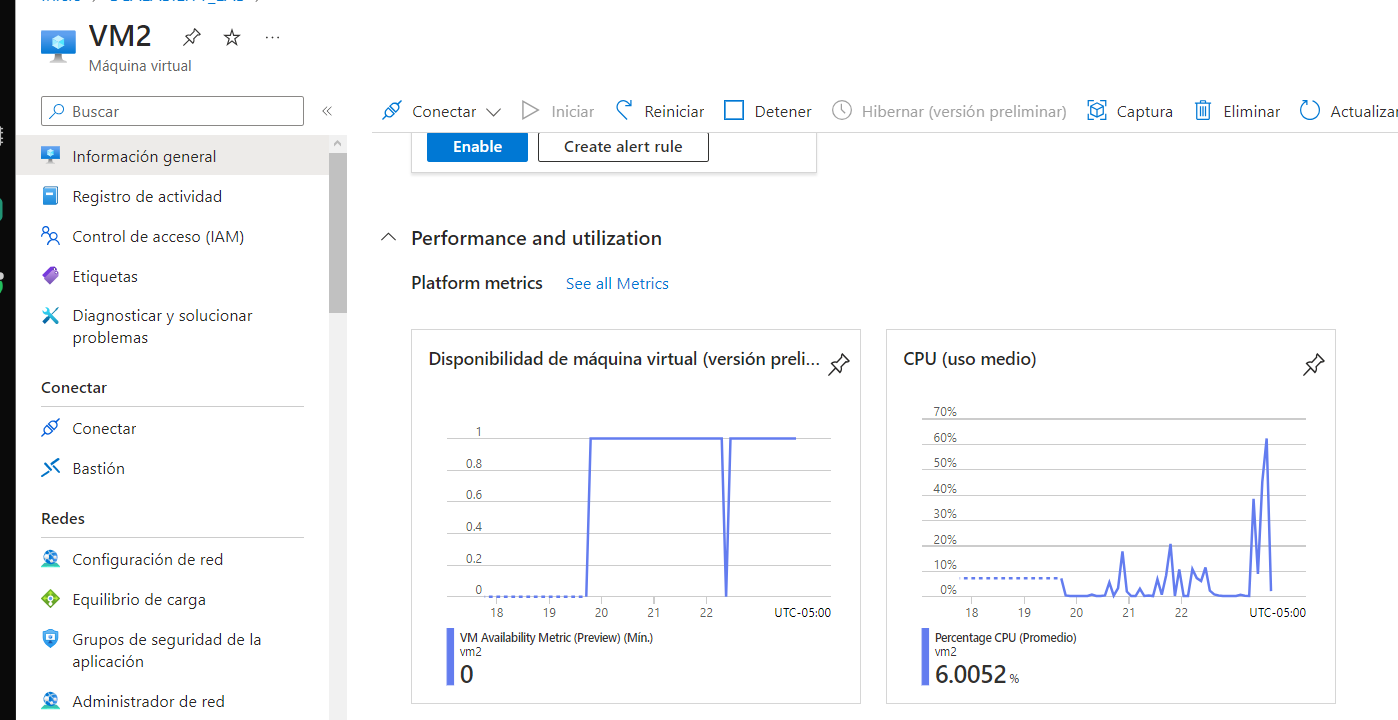 VM2
Máquina virtual
Buscar
Información general
Registro de actividad
Control de acceso (IAM)
Etiquetas
Diagnosticar y solucionar
problemas
Conectar
Conectar
Bastión
Redes
Configuración de red
Equilibrio de carga
Grupos de seguridad de la
aplicación
Administrador de red
Conectar
Iniciar
Reiniciar
Detener
Hibernar (versión preliminar)
Captura
Eliminar
Actualizar
Enable
Create alert rule
Performance and utilization
Platform metrics
See all Metrics
Disponibilidad de máquina virtual (versión preli...
1
0.8
0.6
0.4
0.2
0
18 19 20 21 22 UTC-05:00
VM Availability Metric (Preview) (Mín.)
vm2
0
CPU (uso medio)
70%
60%
50%
40%
30%
20%
10%
0%
18 19 20 21 22 UTC-05:00
Percentage CPU (Promedio)
vm2
6.0052 %